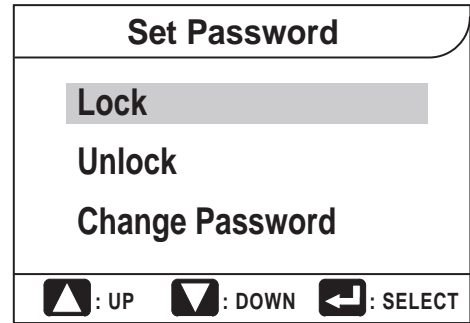 Set Password
Lock
Unlock
Change Password
: UP : DOWN : SELECT